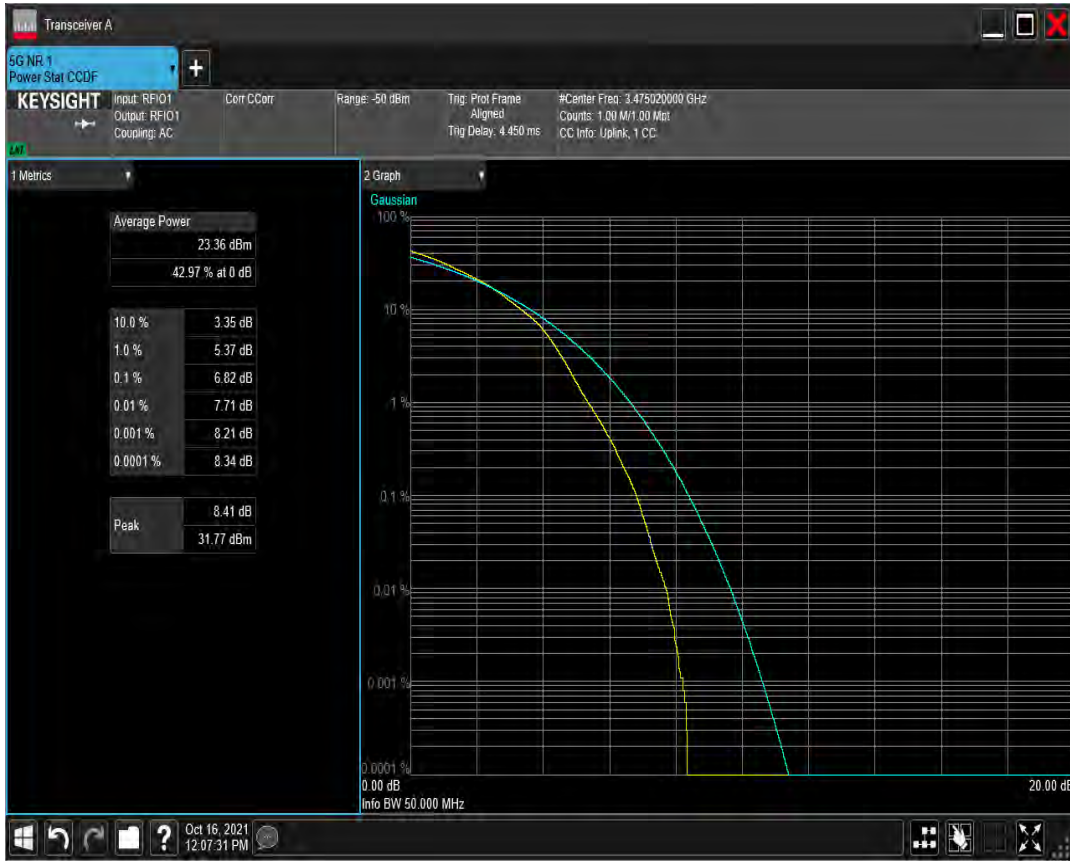 Transceiver A
5G NR 1
Power Stat CCDF
+
KEYSIGHT
Input: RFIO1
Output: RFIO1
Coupling: AC
Corr CCorr
Range: -50 dBm
Trig: Prot Frame
Aligned
Trig Delay: 4.450 ms
#Center Freq: 3.475020000 GHz
Counts: 1.00 M/1.00 Mpt
CC Info: Uplink, 1 CC
1 Metrics
Average Power
23.36 dBm
42.97 % at 0 dB
10.0 % 3.35 dB
1.0 % 5.37 dB
0.1 % 6.82 dB
0.01 % 7.71 dB
0.001 % 8.21 dB
0.0001 % 8.34 dB
Peak
8.41 dB
31.77 dBm
2 Graph
Gaussian
100 %
10 %
1 %
0.1 %
0.01 %
0.001 %
0.0001 %
0.00 dB
20.00 dB
Info BW 50.000 MHz
?
Oct 16, 2021
12:07:31 PM